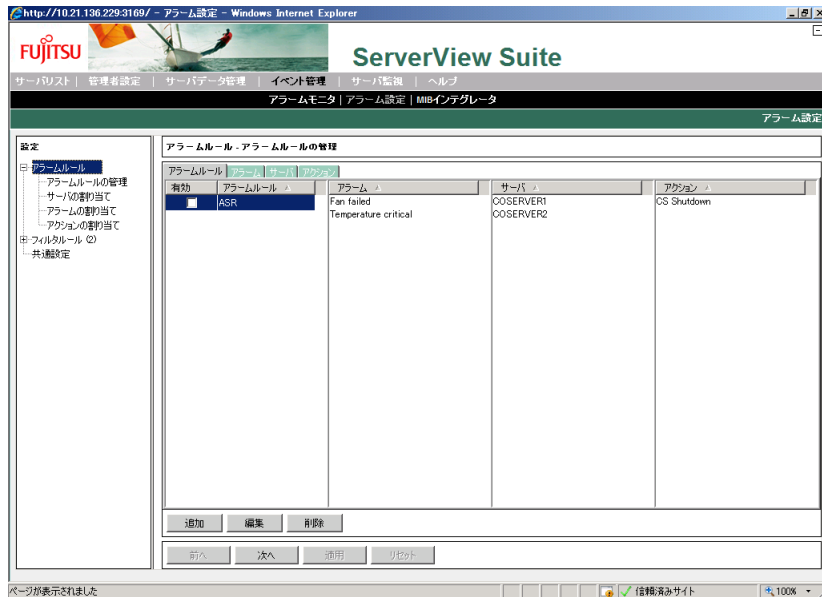 http://10.21.136.229:3169/ - アラーム設定 - Windows Internet Explorer
FUJITSU
ServerView Suite
サーバリスト | 管理者設定 | サーバデータ管理 | イベント管理 | サーバ監視 | ヘルプ
アラームモニタ | アラーム設定 | MIBインテグレータ
アラーム設定
設定
アラームルール
アラームルールの管理
サーバの割り当て
アラームの割り当て
アクションの割り当て
フィルタルール (2)
共通設定
アラームルール - アラームルールの管理
アラームルール アラーム サーバ アクション
有効 アラームルール アラーム サーバ アクション
ASR Fan failed COSERVER1 CS Shutdown
Temperature critical COSERVER2
追加 編集 削除
前へ 次へ 適用 リセット
ページが表示されました 信頼済みサイト 100%